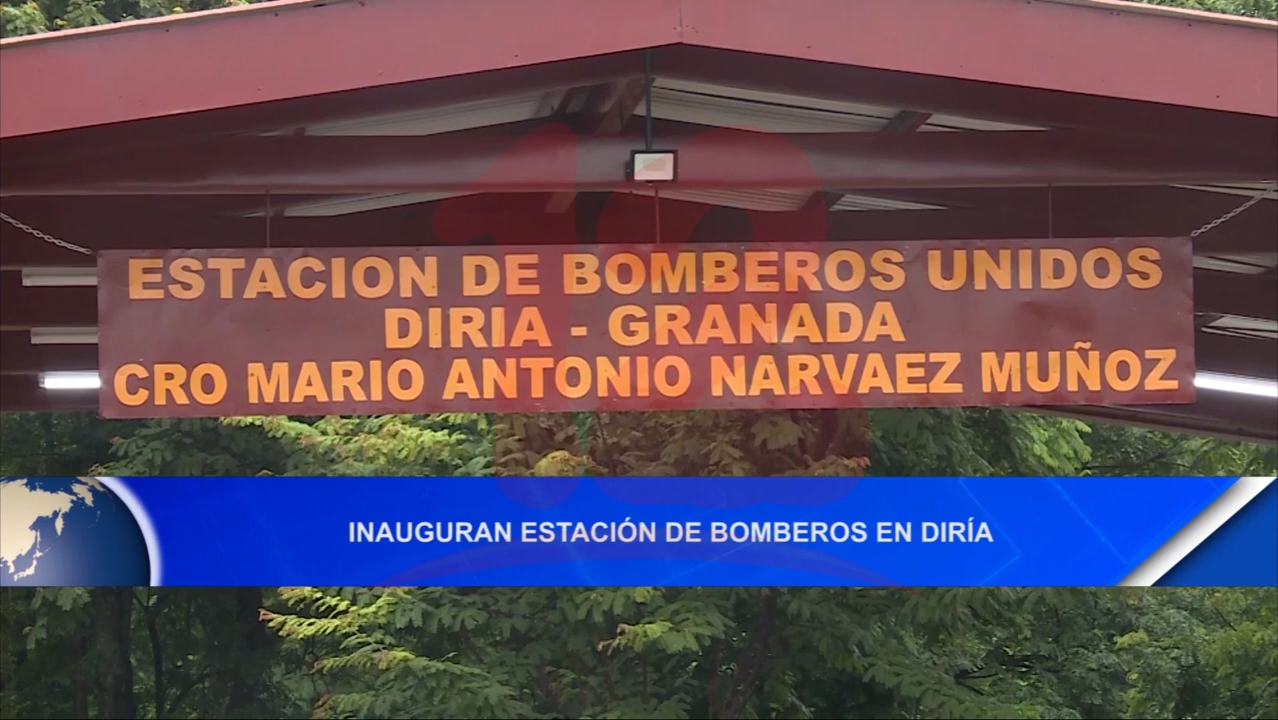 ESTACION DE BOMBEROS UNIDOS
DIRIA - GRANADA
CRO MARIO ANTONIO NARVAEZ MUÑOZ
INAUGURAN ESTACIÓN DE BOMBEROS EN DIRÍA